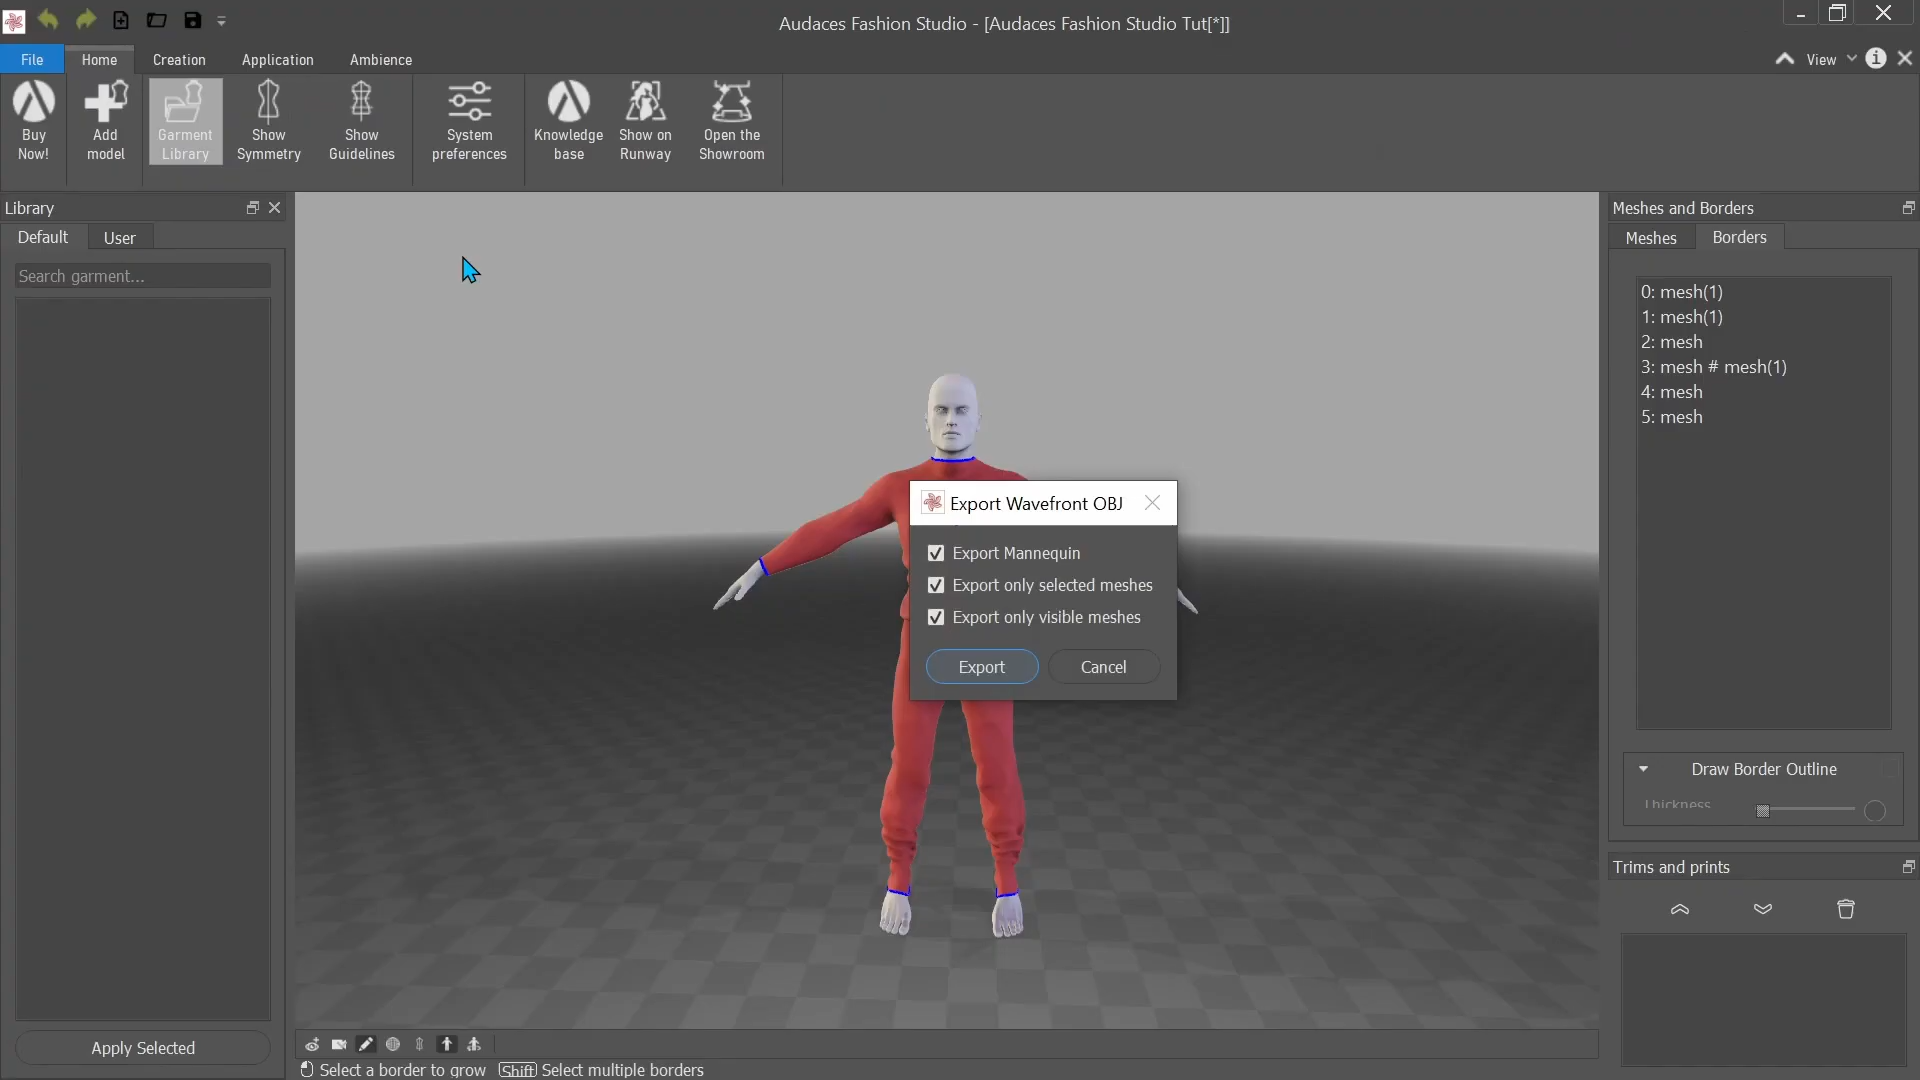 Audaces Fashion Studio - [Audaces Fashion Studio Tut[*]]
File Home Creation Application Ambience View
Buy Now!
Add model
Garment Library
Show Symmetry
Show Guidelines
System preferences
Knowledge base
Show on Runway
Open the Showroom
Library
Default User
Search garment...
Apply Selected
Export Wavefront OBJ
Export Mannequin
Export only selected meshes
Export only visible meshes
Export Cancel
Meshes and Borders
Meshes Borders
0: mesh(1)
1: mesh(1)
2: mesh
3: mesh # mesh(1)
4: mesh
5: mesh
Draw Border Outline
Thickness
Trims and prints
Select a border to grow Shift Select multiple borders